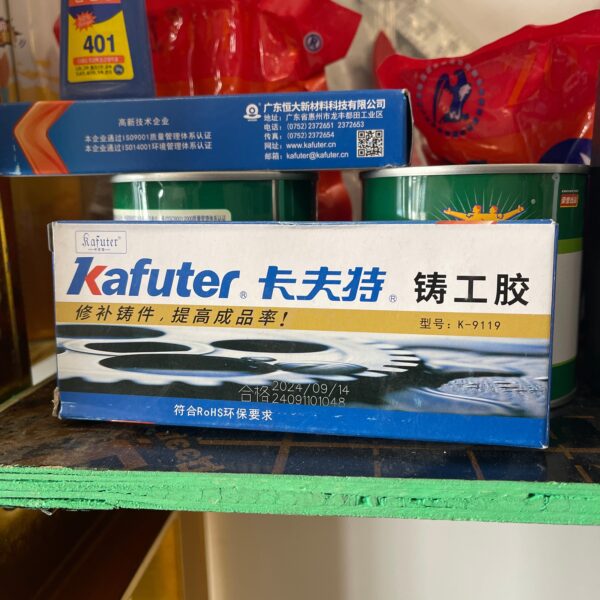 401
高新技术企业
本企业通过ISO9001质量管理体系认证
本企业通过ISO14001环境管理体系认证
广东恒大新材料科技有限公司
地址:广东省惠州市龙丰都田工业区
电话:(0752) 2372651 2372653
传真:(0752) 2372654
网址:www.kafuter.cn
邮箱:kafuter@kafuter.cn
Kafuter
Kafuter® 卡夫特® 铸工胶
修补铸件,提高成品率!
型号:K-9119
合格 2024/09/14
24091101048
符合RoHS环保要求